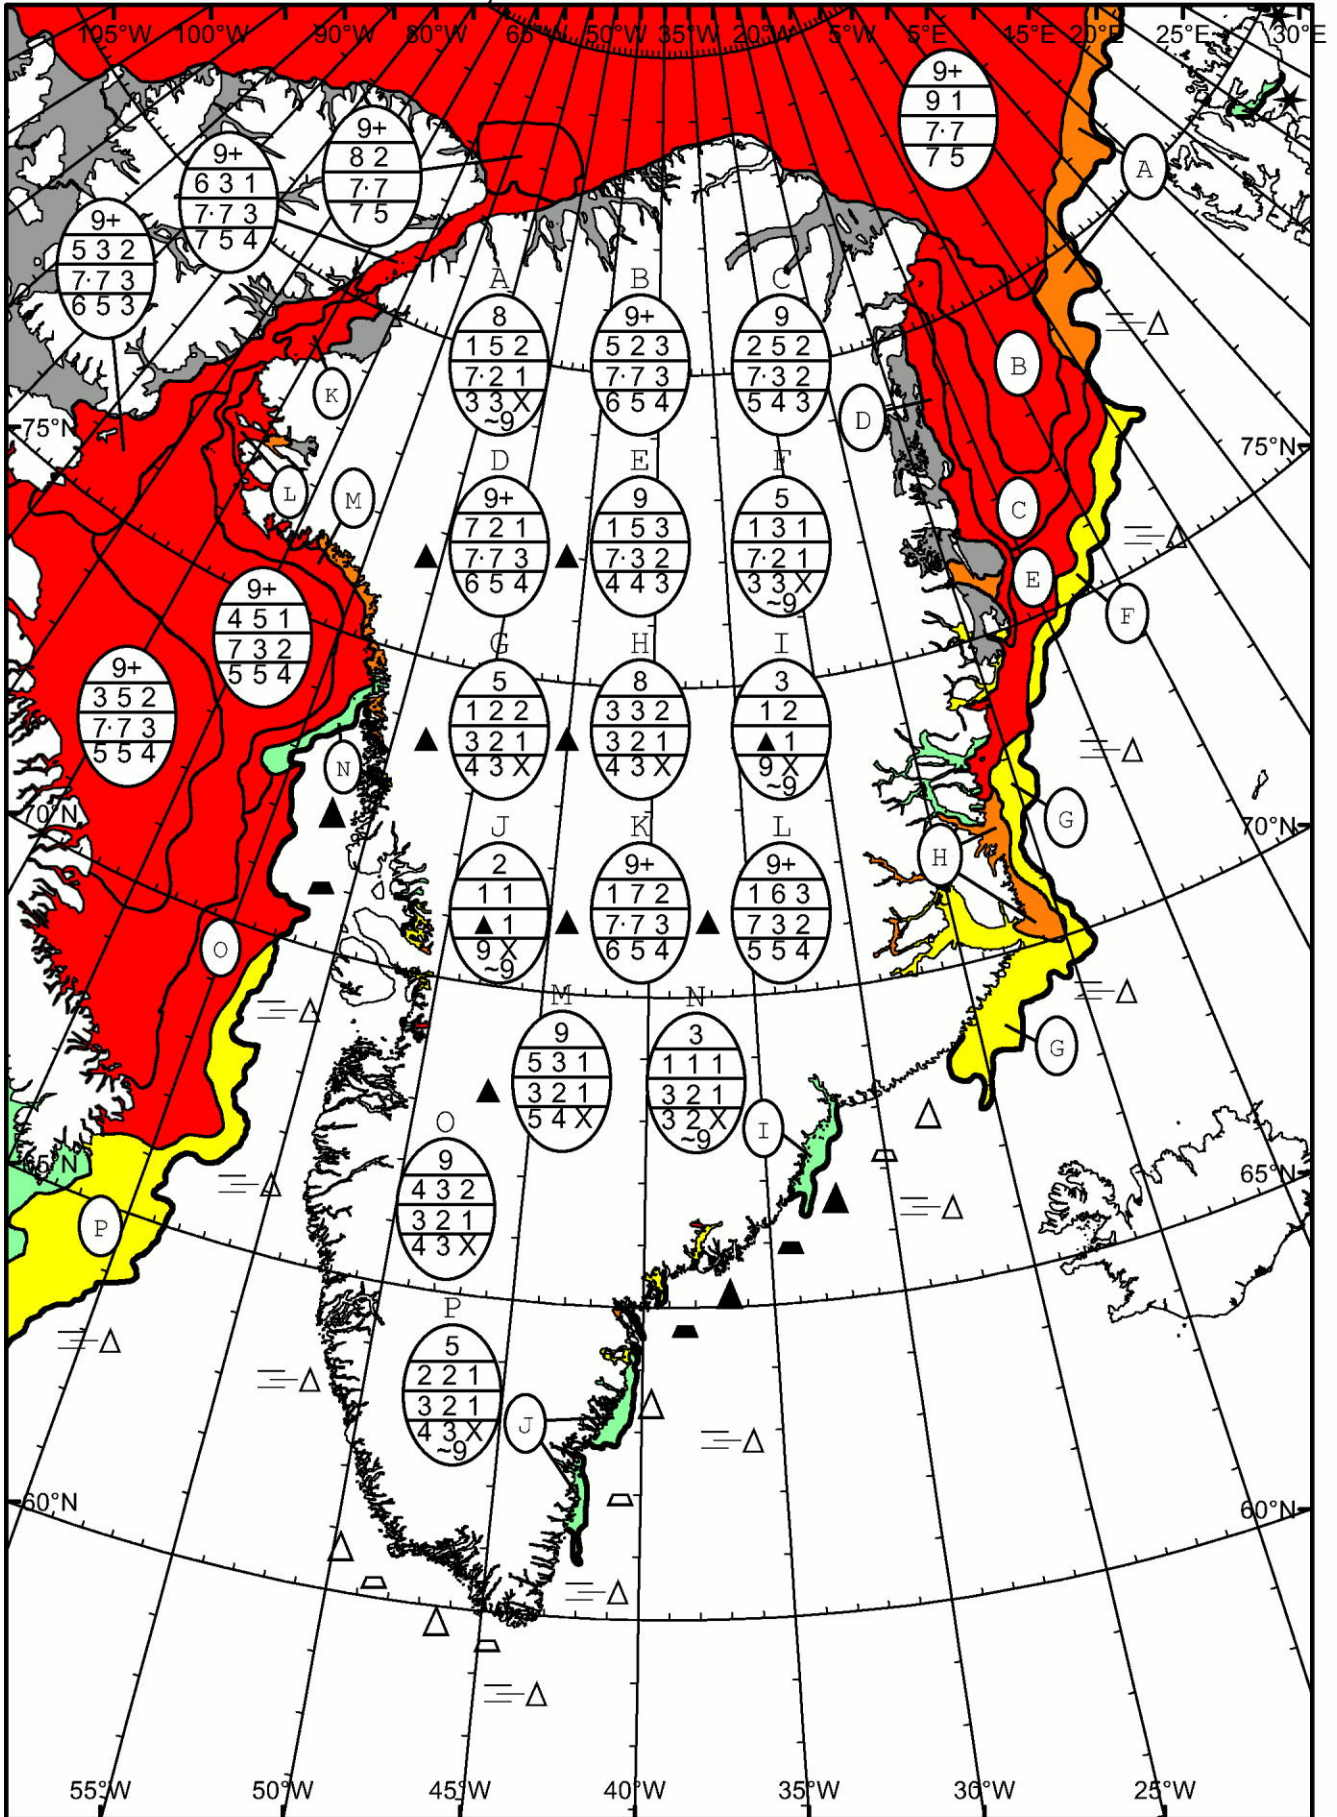 105°W 100°W 90°W 80°W 65°W 50°W 35°W 20°W 5°W 5°E 15°E 20°E 25°E 30°E
9+
9 1
7·7
7 5
9+
8 2
7·7
7 5
9+
6 3 1
7·7 3
7 5 4
9+
5 3 2
7·7 3
6 5 3
A
A
8
1 5 2
7·2 1
3 3 X
~9
B
9+
5 2 3
7·7 3
6 5 4
C
9
2 5 2
7·3 2
5 4 3
B
K
D
75°N
75°N
L
M
C
D
9+
7 2 1
7·7 3
6 5 4
E
9
1 5 3
7·3 2
4 4 3
F
5
1 3 1
7·2 1
3 3 X
~9
E
F
9+
4 5 1
7 3 2
5 5 4
9+
3 5 2
7·7 3
5 5 4
G
5
1 2 2
3 2 1
4 3 X
H
8
3 3 2
3 2 1
4 3 X
I
3
1 2
▲ 1
9 X
~9
N
70°N
G
70°N
H
J
2
1 1
▲ 1
9 X
~9
K
9+
1 7 2
7·7 3
6 5 4
L
9+
1 6 3
7 3 2
5 5 4
O
M
9
5 3 1
3 2 1
5 4 X
N
3
1 1 1
3 2 1
3 2 X
~9
G
I
O
9
4 3 2
3 2 1
4 3 X
65°N
65°N
P
P
5
2 2 1
3 2 1
4 3 X
~9
J
60°N
60°N
55°W 50°W 45°W 40°W 35°W 30°W 25°W